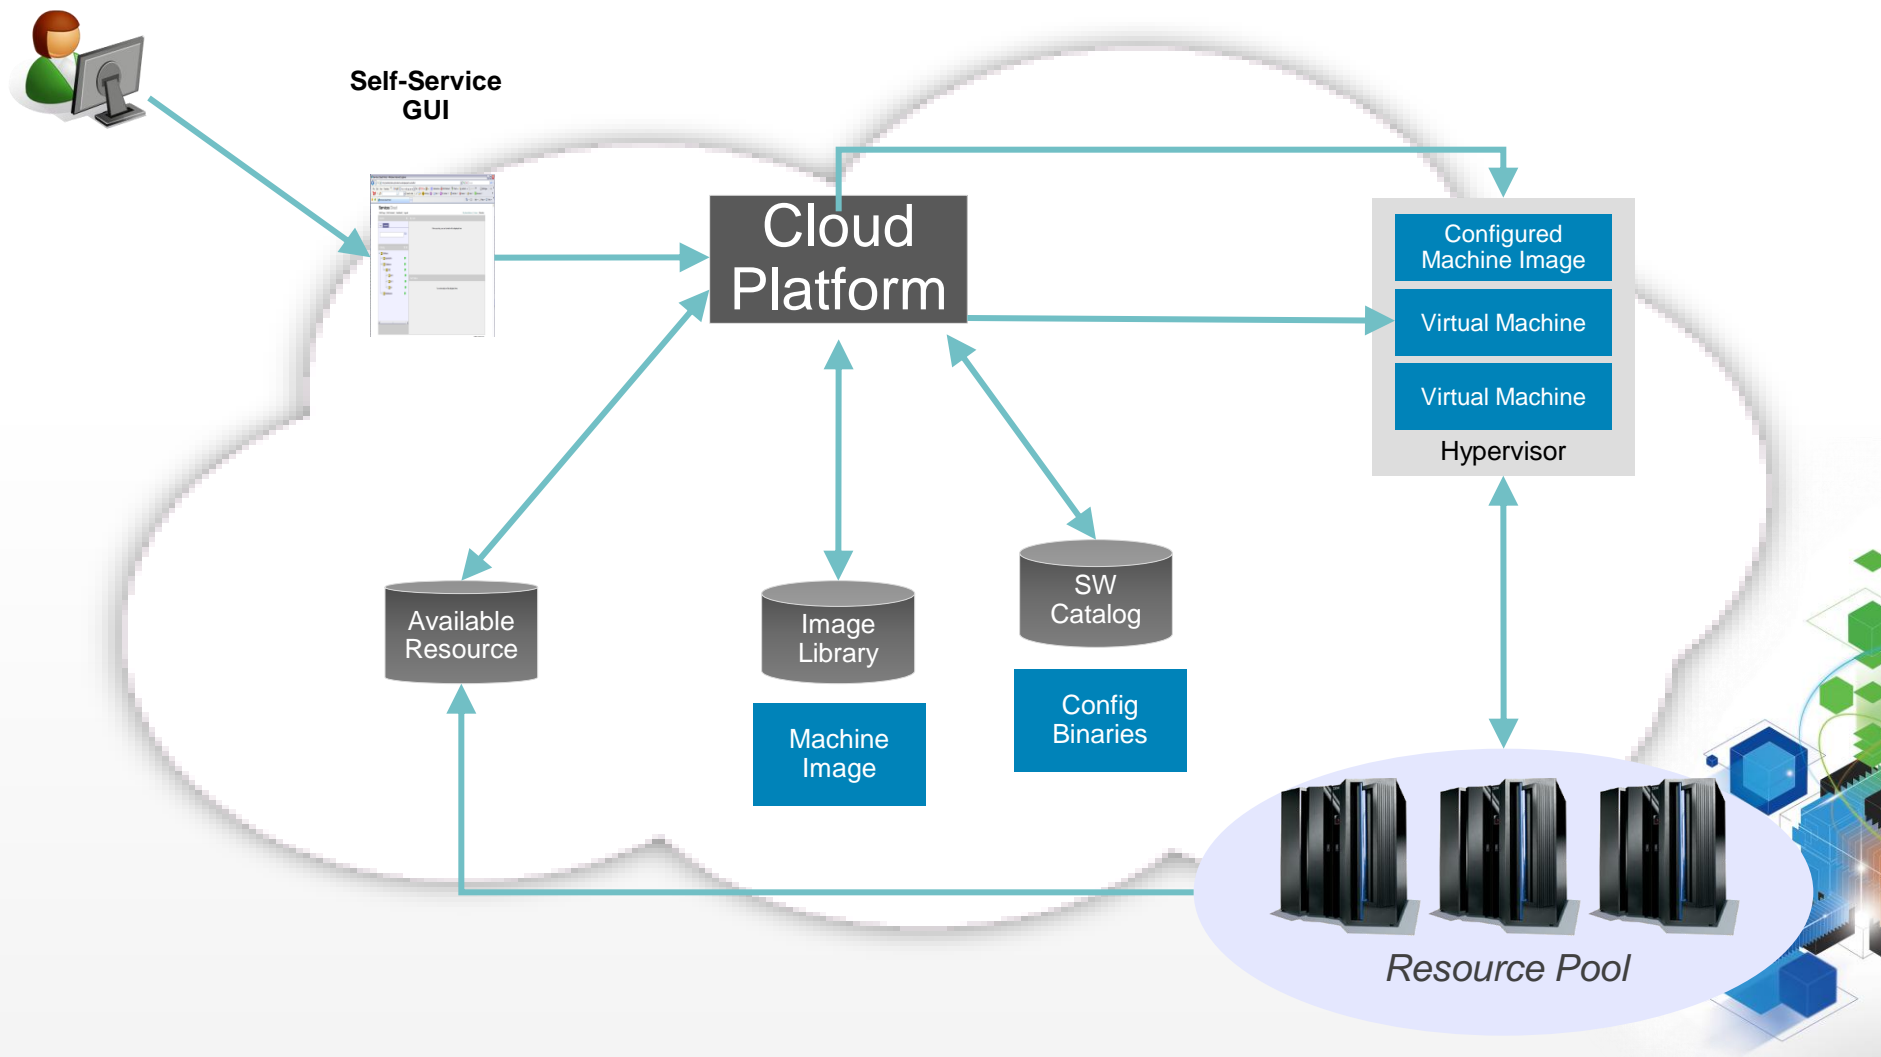 Self-Service
GUI
Cloud
Platform
Configured
Machine Image
Virtual Machine
Virtual Machine
Hypervisor
Available
Resource
Image
Library
SW
Catalog
Machine
Image
Config
Binaries
Resource Pool